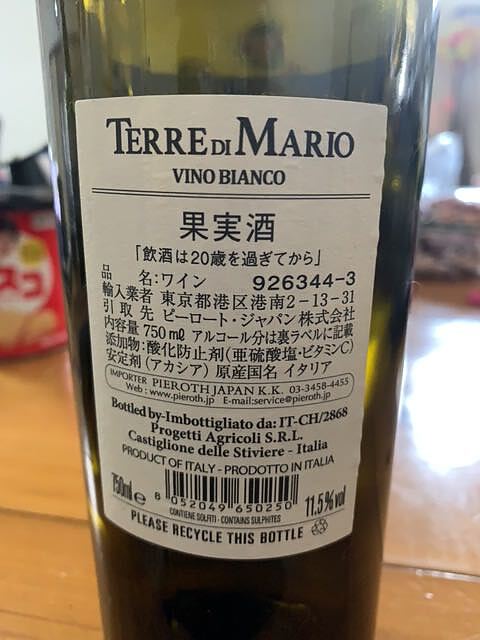 TERRE DI MARIO
VINO BIANCO
果実酒
「飲酒は20歳を過ぎてから」
品名:ワイン 926344-3
輸入業者 東京都港区港南2-13-31
引取先 ピーロート・ジャパン株式会社
内容量 750mℓ アルコール分は裏ラベルに記載
添加物:酸化防止剤(亜硫酸塩・ビタミンC)
安定剤(アカシア) 原産国名 イタリア
IMPORTER PIEROTH JAPAN K.K. 03-3458-4455
Web : www.pieroth.jp E-mail:service@pieroth.jp
Bottled by-Imbottigliato da: IT-CH/2868
Progetti Agricoli S.R.L.
Castiglione delle Stiviere - Italia
PRODUCT OF ITALY - PRODOTTO IN ITALIA
750ml e 8 052049 650250 11.5% vol
CONTIENE SOLFITI - CONTAINS SULPHITES
PLEASE RECYCLE THIS BOTTLE
スコ